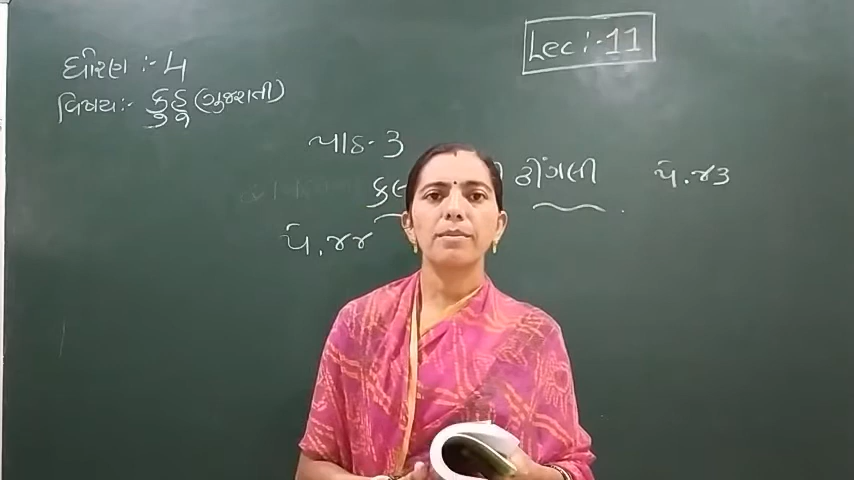 Lec :- 11
ધોરણ :- 4
વિષય :- કુહૂ (ગુજરાતી)
પાઠ - 3
ઢીંગલી પે.૪૩
પે.૪૪